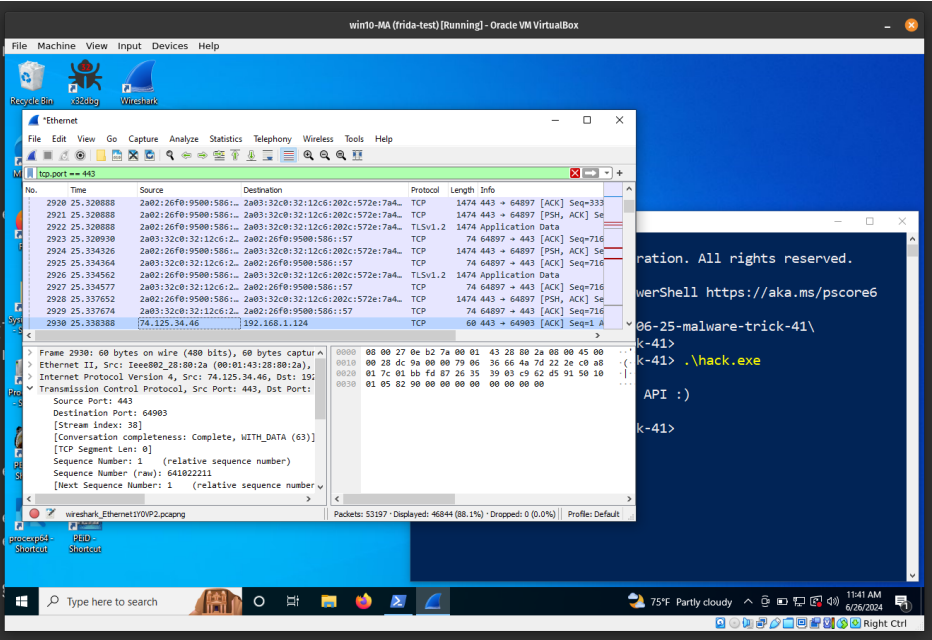 win10-MA (frida-test) [Running] - Oracle VM VirtualBox
File Machine View Input Devices Help
Recycle Bin
x32dbg
Wireshark
*Ethernet
File Edit View Go Capture Analyze Statistics Telephony Wireless Tools Help
tcp.port == 443
No. Time Source Destination Protocol Length Info
2920 25.320888 2a02:26f0:9500:586:… 2a03:32c0:32:12c6:202c:572e:7a4… TCP 1474 443 → 64897 [ACK] Seq=333
2921 25.320888 2a02:26f0:9500:586:… 2a03:32c0:32:12c6:202c:572e:7a4… TCP 1474 443 → 64897 [PSH, ACK] Se
2922 25.320888 2a02:26f0:9500:586:… 2a03:32c0:32:12c6:202c:572e:7a4… TLSv1.2 1474 Application Data
2923 25.320930 2a03:32c0:32:12c6:2… 2a02:26f0:9500:586::57 TCP 74 64897 → 443 [ACK] Seq=716
2924 25.334326 2a02:26f0:9500:586:… 2a03:32c0:32:12c6:202c:572e:7a4… TCP 1474 443 → 64897 [PSH, ACK] Se
2925 25.334364 2a03:32c0:32:12c6:2… 2a02:26f0:9500:586::57 TCP 74 64897 → 443 [ACK] Seq=716
2926 25.334562 2a02:26f0:9500:586:… 2a03:32c0:32:12c6:202c:572e:7a4… TLSv1.2 1474 Application Data
2927 25.334577 2a03:32c0:32:12c6:2… 2a02:26f0:9500:586::57 TCP 74 64897 → 443 [ACK] Seq=716
2928 25.337652 2a02:26f0:9500:586:… 2a03:32c0:32:12c6:202c:572e:7a4… TCP 1474 443 → 64897 [PSH, ACK] Se
2929 25.337674 2a03:32c0:32:12c6:2… 2a02:26f0:9500:586::57 TCP 74 64897 → 443 [ACK] Seq=716
2930 25.338388 74.125.34.46 192.168.1.124 TCP 60 443 → 64903 [ACK] Seq=1 A
Frame 2930: 60 bytes on wire (480 bits), 60 bytes captur
Ethernet II, Src: Ieee802_28:80:2a (00:01:43:28:80:2a),
Internet Protocol Version 4, Src: 74.125.34.46, Dst: 192
Transmission Control Protocol, Src Port: 443, Dst Port:
Source Port: 443
Destination Port: 64903
[Stream index: 38]
[Conversation completeness: Complete, WITH_DATA (63)]
[TCP Segment Len: 0]
Sequence Number: 1 (relative sequence number)
Sequence Number (raw): 641022211
[Next Sequence Number: 1 (relative sequence number
0000 08 00 27 0e b2 7a 00 01 43 28 80 2a 08 00 45 00
0010 00 28 dc 9a 00 00 79 06 36 66 4a 7d 22 2e c0 a8
0020 01 7c 01 bb fd 87 26 35 39 03 c9 62 d5 91 50 10
0030 01 05 82 90 00 00 00 00 00 00 00 00
wireshark_Ethernet1Y0VP2.pcapng
Packets: 53197 · Displayed: 46844 (88.1%) · Dropped: 0 (0.0%)
Profile: Default
ration. All rights reserved.
werShell https://aka.ms/pscore6
06-25-malware-trick-41\
k-41>
k-41> .\hack.exe
API :)
k-41>
procexp64 - Shortcut
PEiD - Shortcut
Type here to search
75°F Partly cloudy
11:41 AM
6/26/2024
1
Right Ctrl